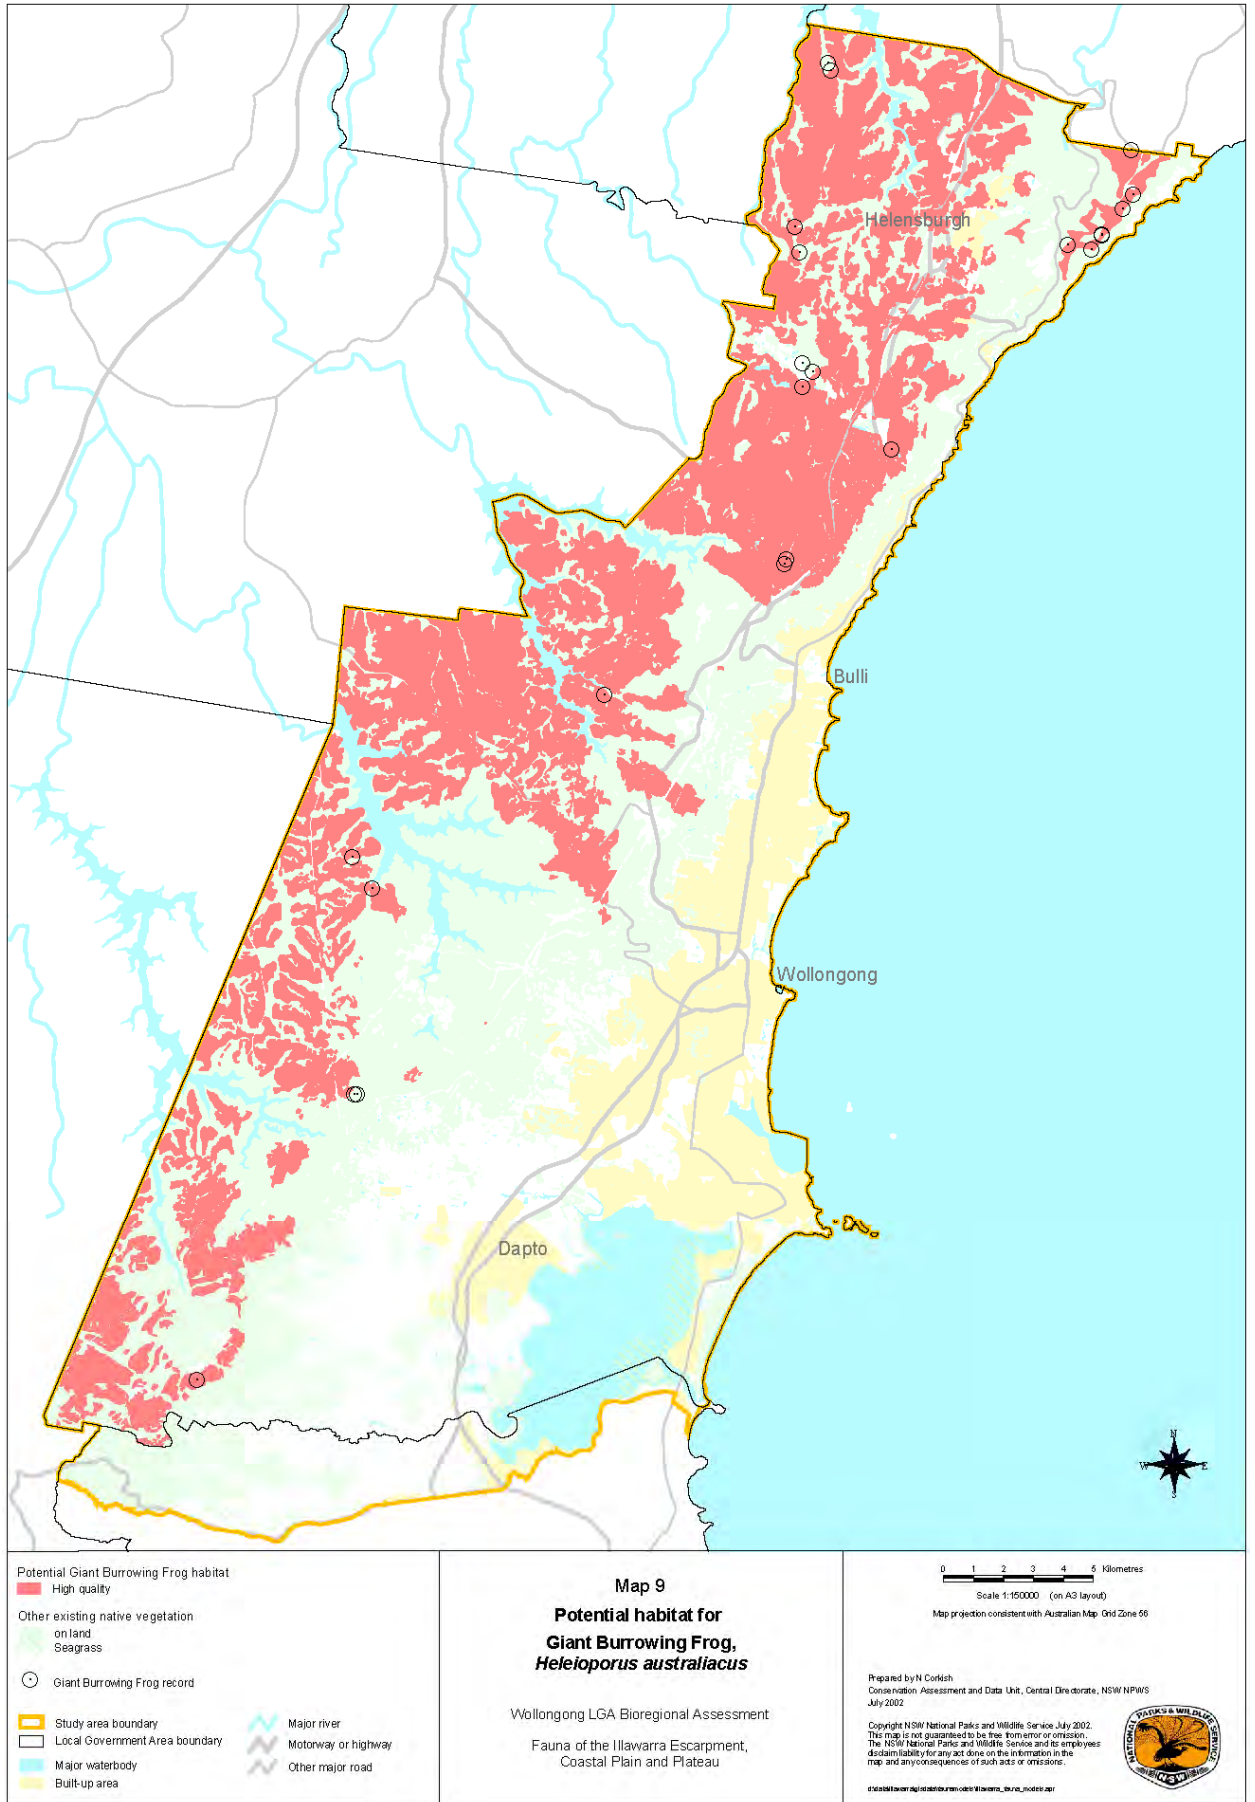 Helensburgh
Bulli
Wollongong
Dapto
N
W
E
S
Potential Giant Burrowing Frog habitat
High quality
Other existing native vegetation
on land
Seagrass
Giant Burrowing Frog record
Study area boundary
Local Government Area boundary
Major waterbody
Built-up area
Major river
Motorway or highway
Other major road
Map 9
Potential habitat for
Giant Burrowing Frog,
Heleioporus australiacus
Wollongong LGA Bioregional Assessment
Fauna of the Illawarra Escarpment,
Coastal Plain and Plateau
0 1 2 3 4 5 Kilometres
Scale 1:150000 (on A3 layout)
Map projection consistent with Australian Map Grid Zone 56
Prepared by N Corkish
Conservation Assessment and Data Unit, Central Directorate, NSW NPWS
July 2002
Copyright NSW National Parks and Wildlife Service July 2002.
This map is not guaranteed to be free from error or omission.
The NSW National Parks and Wildlife Service and its employees
disclaim liability for any act done on the information in the
map and any consequences of such acts or omissions.
NATIONAL PARKS & WILDLIFE SERVICE
N·S·W